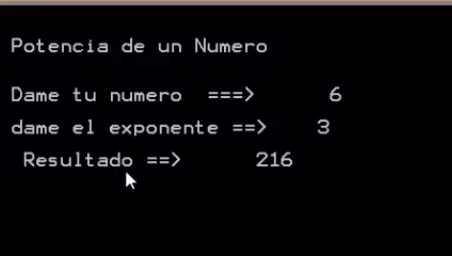 Potencia de un Numero
Dame tu numero ===> 6
dame el exponente ==> 3
Resultado ==> 216